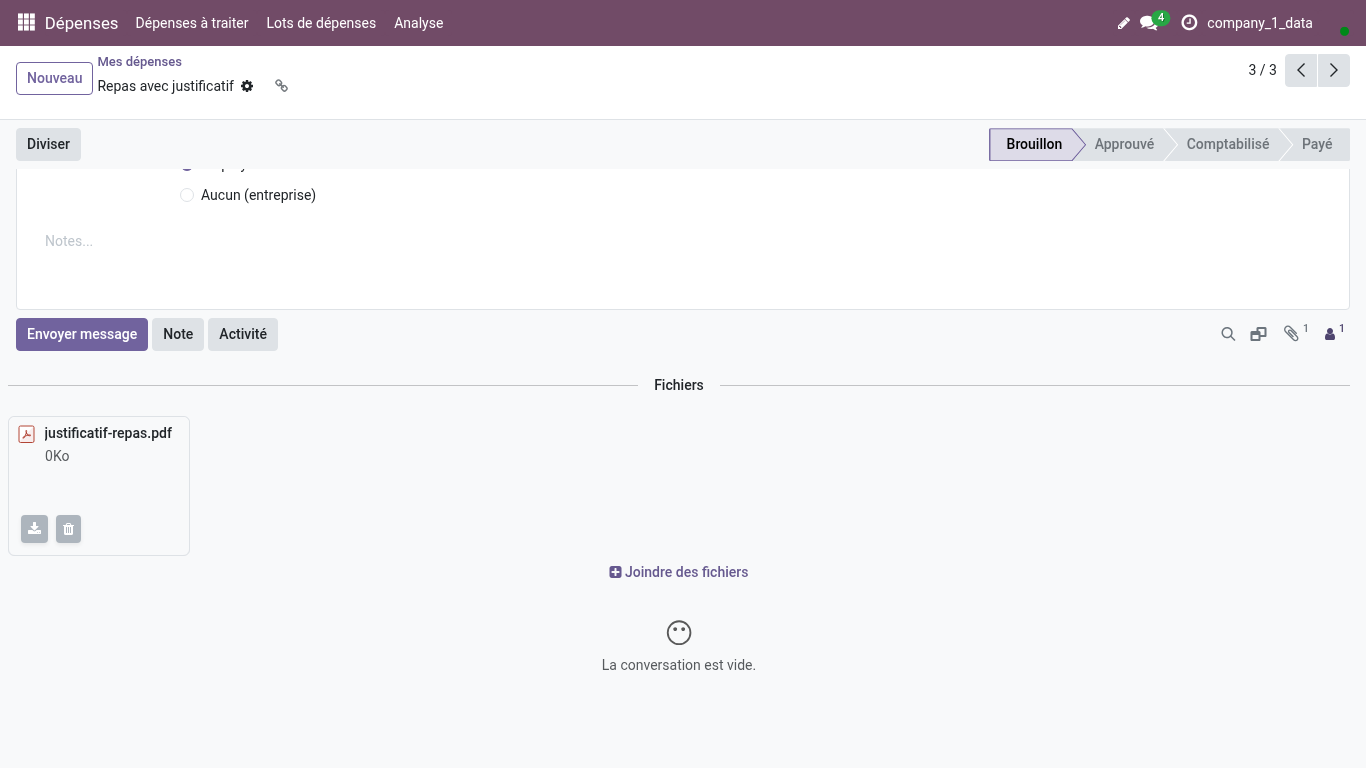 Dépenses Dépenses à traiter Lots de dépenses Analyse 4 company_1_data
Nouveau
Mes dépenses
Repas avec justificatif
3 / 3
Diviser
Brouillon Approuvé Comptabilisé Payé
Aucun (entreprise)
Notes...
Envoyer message Note Activité 1 1
Fichiers
justificatif-repas.pdf
0Ko
Joindre des fichiers
La conversation est vide.